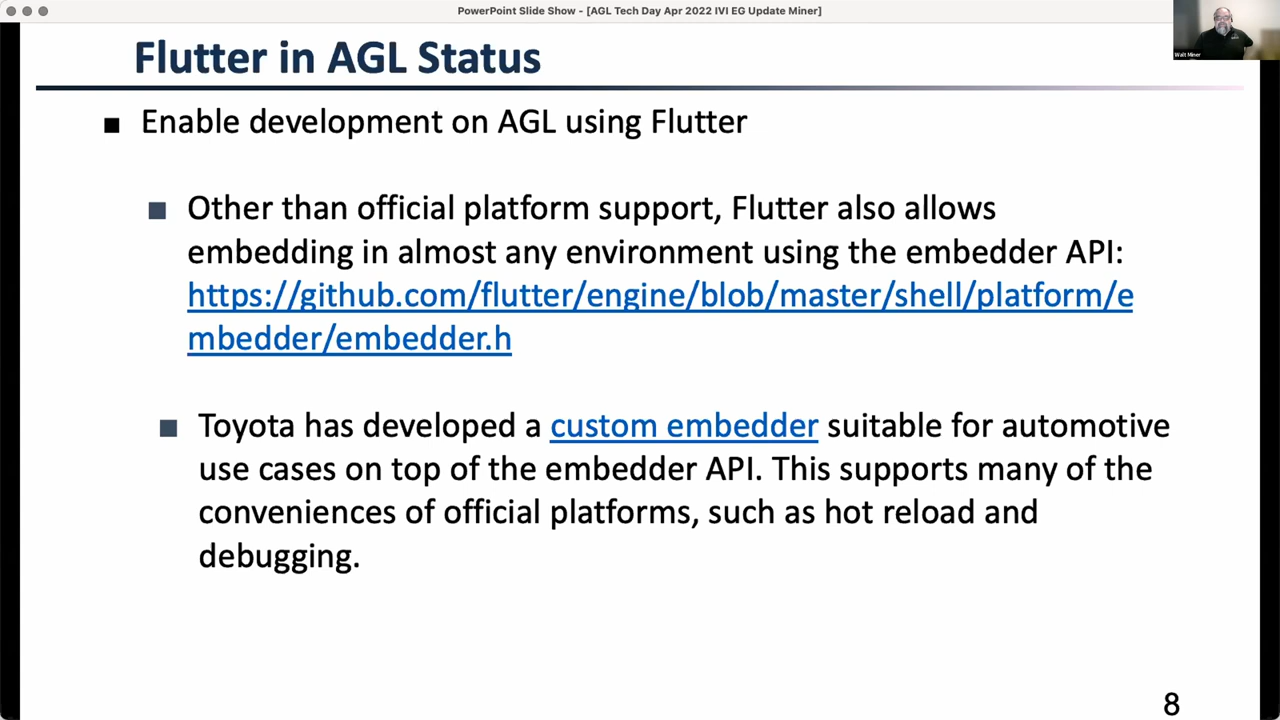 PowerPoint Slide Show - [AGL Tech Day Apr 2022 IVI EG Update Miner]
Walt Miner
Flutter in AGL Status
Enable development on AGL using Flutter
Other than official platform support, Flutter also allows
embedding in almost any environment using the embedder API:
https://github.com/flutter/engine/blob/master/shell/platform/e
mbedder/embedder.h
Toyota has developed a custom embedder suitable for automotive
use cases on top of the embedder API. This supports many of the
conveniences of official platforms, such as hot reload and
debugging.
8